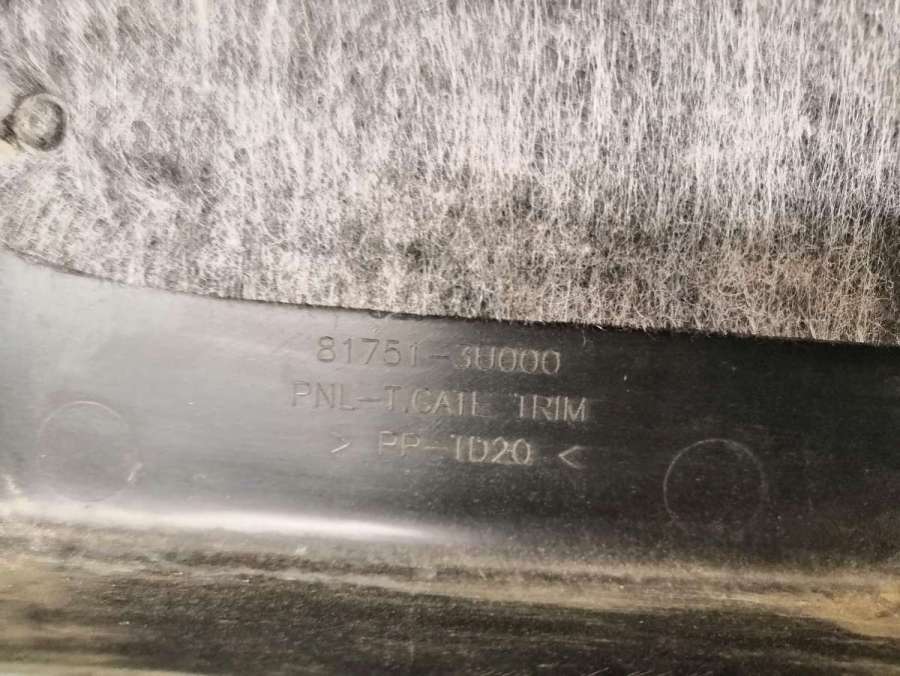 81751-3U000
PNL-T.GATE TRIM
> PP-TD20 <